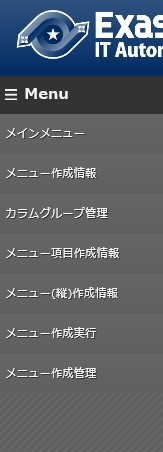 Exas
IT Autom
Menu
メインメニュー
メニュー作成情報
カラムグループ管理
メニュー項目作成情報
メニュー(縦)作成情報
メニュー作成実行
メニュー作成管理